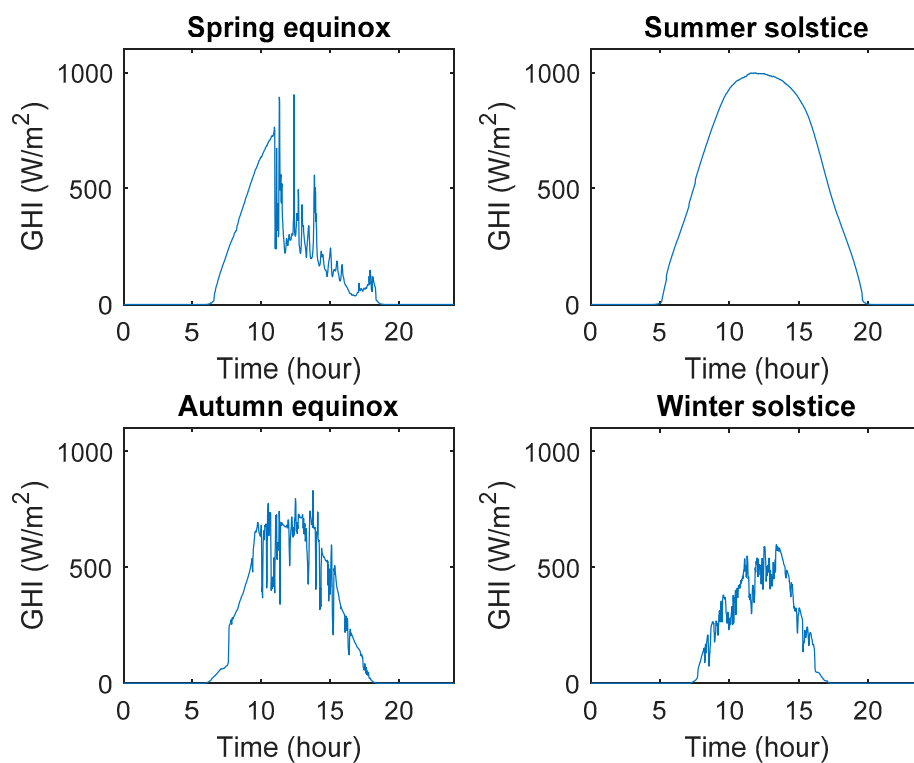 Spring equinox
GHI (W/m²)
1000
500
0
0 5 10 15 20
Time (hour)
Summer solstice
GHI (W/m²)
1000
500
0
0 5 10 15 20
Time (hour)
Autumn equinox
GHI (W/m²)
1000
500
0
0 5 10 15 20
Time (hour)
Winter solstice
GHI (W/m²)
1000
500
0
0 5 10 15 20
Time (hour)